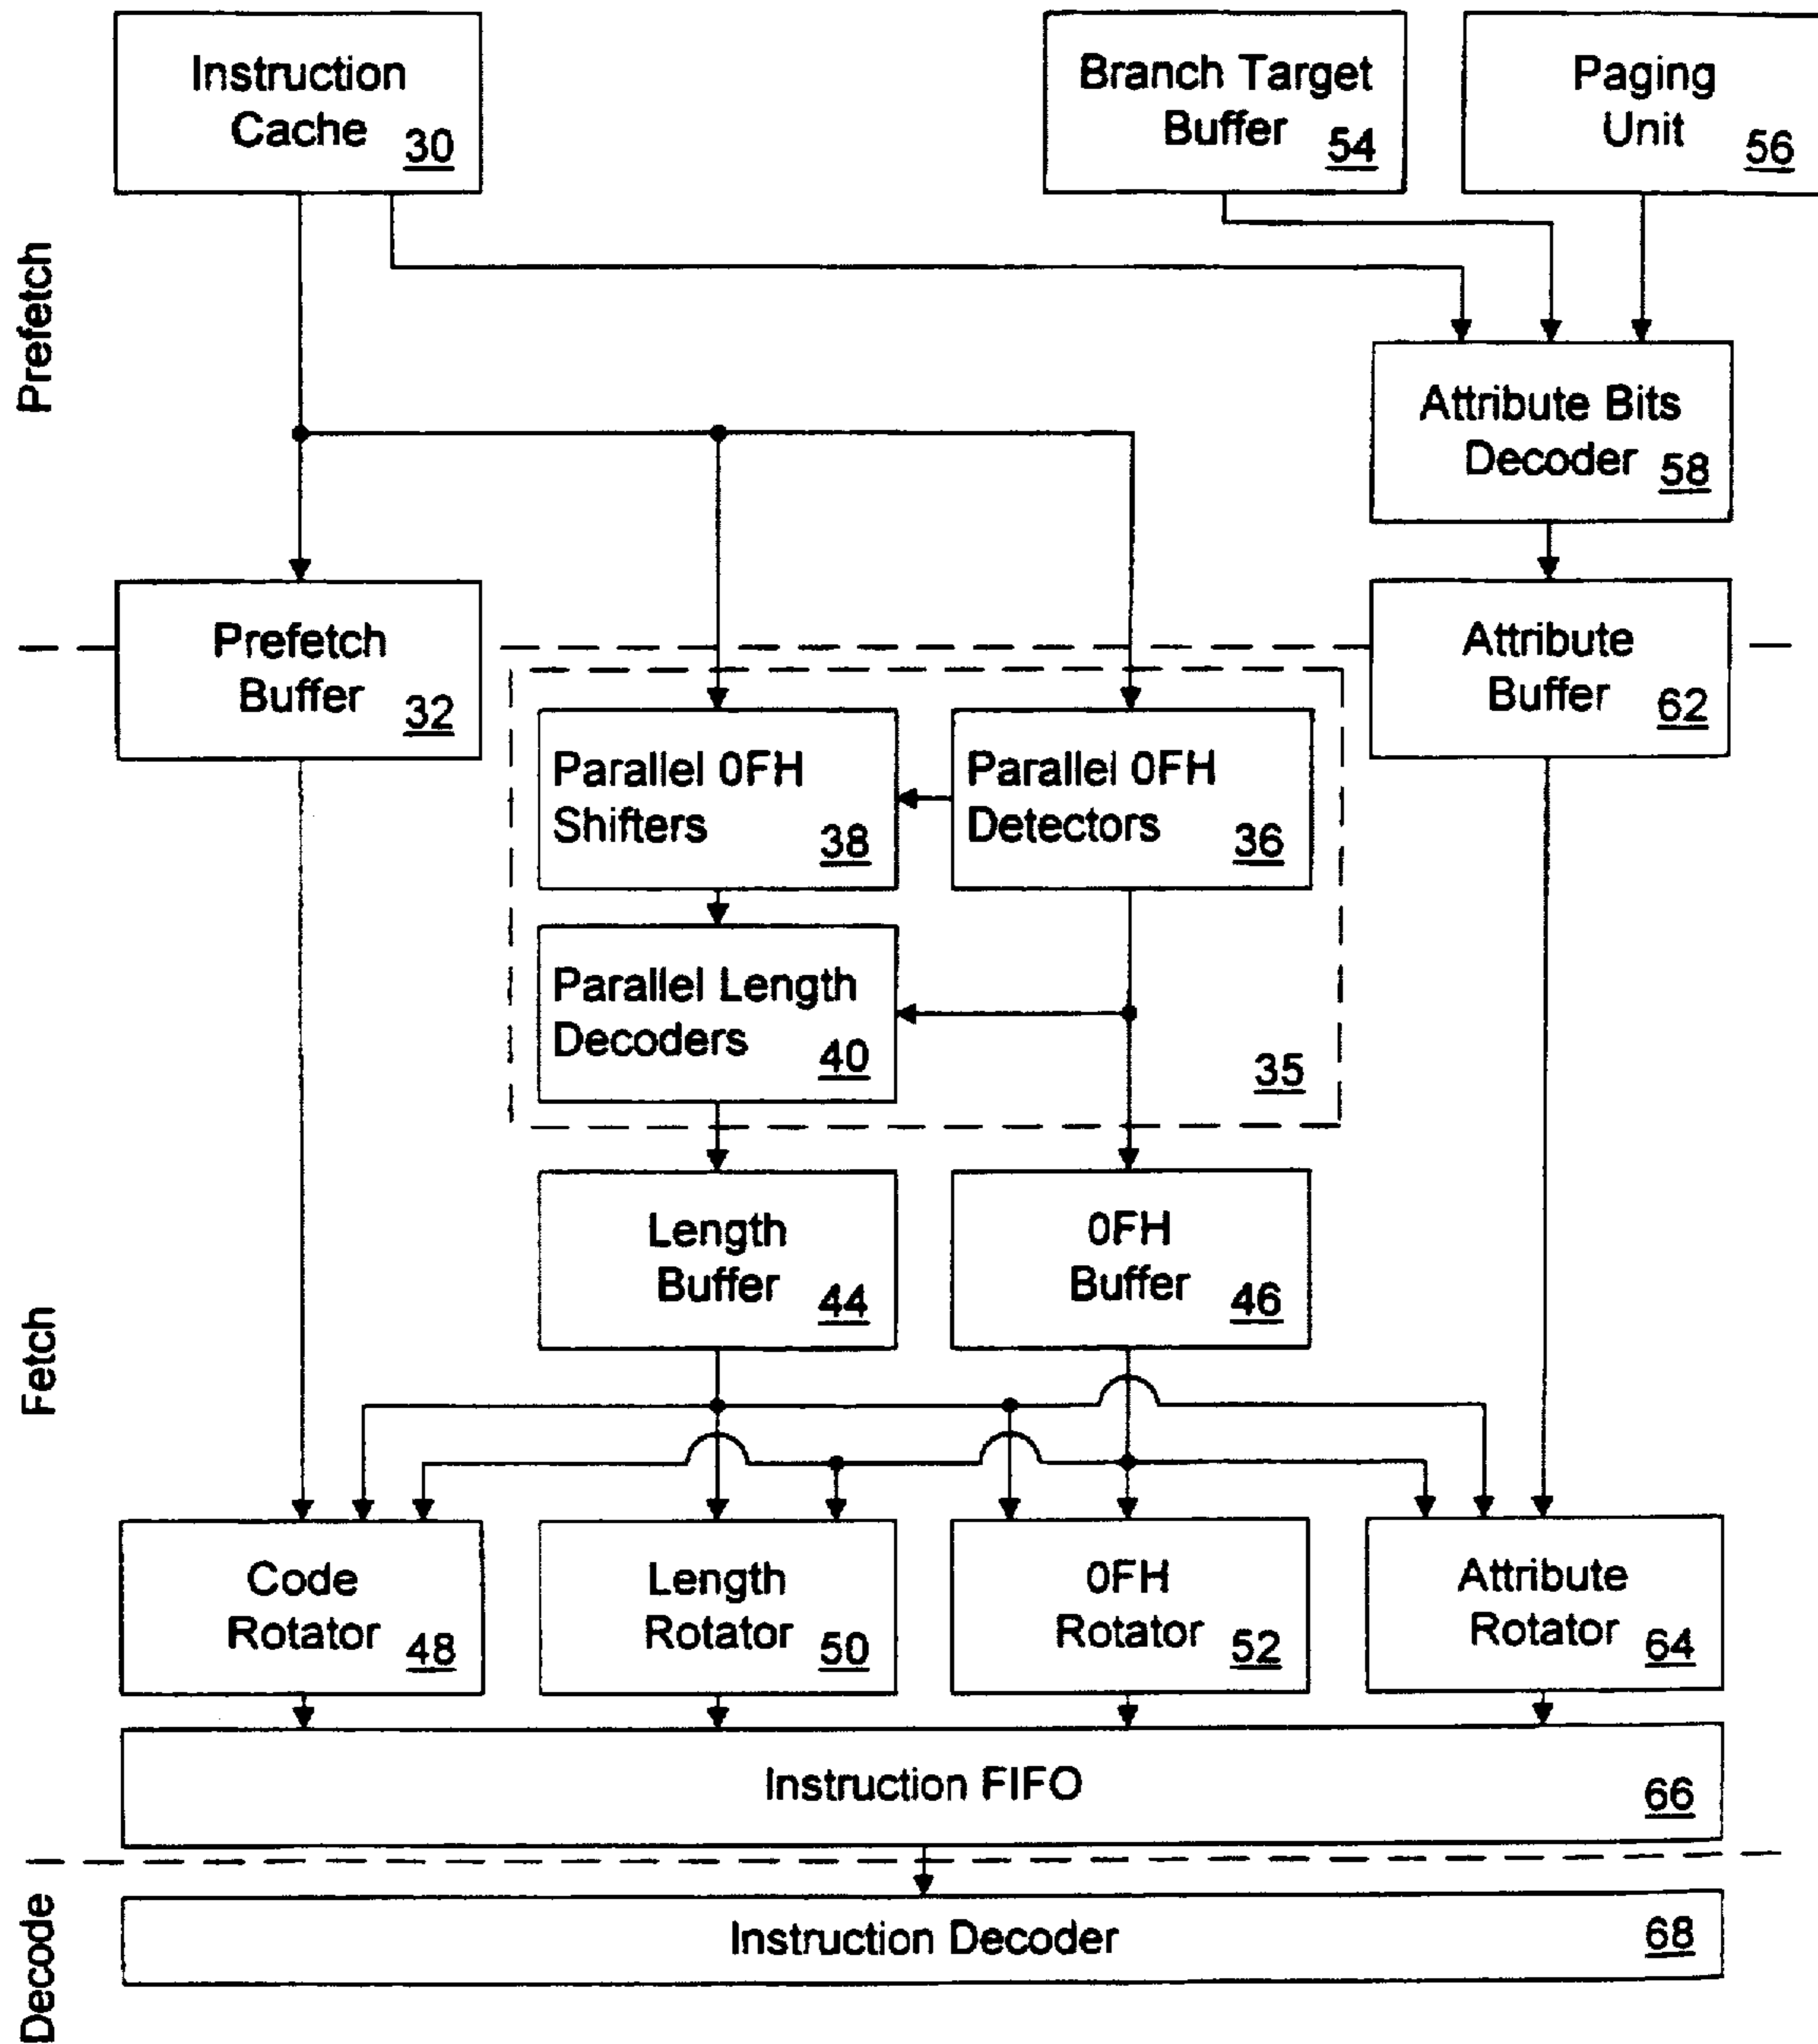 Instruction
Cache 30
Branch Target
Buffer 54
Paging
Unit 56
Prefetch
Attribute Bits
Decoder 58
Prefetch
Buffer 32
Attribute
Buffer 62
Parallel 0FH
Shifters 38
Parallel 0FH
Detectors 36
Parallel Length
Decoders 40
35
Length
Buffer 44
0FH
Buffer 46
Fetch
Code
Rotator 48
Length
Rotator 50
0FH
Rotator 52
Attribute
Rotator 64
Instruction FIFO 66
Decode
Instruction Decoder 68